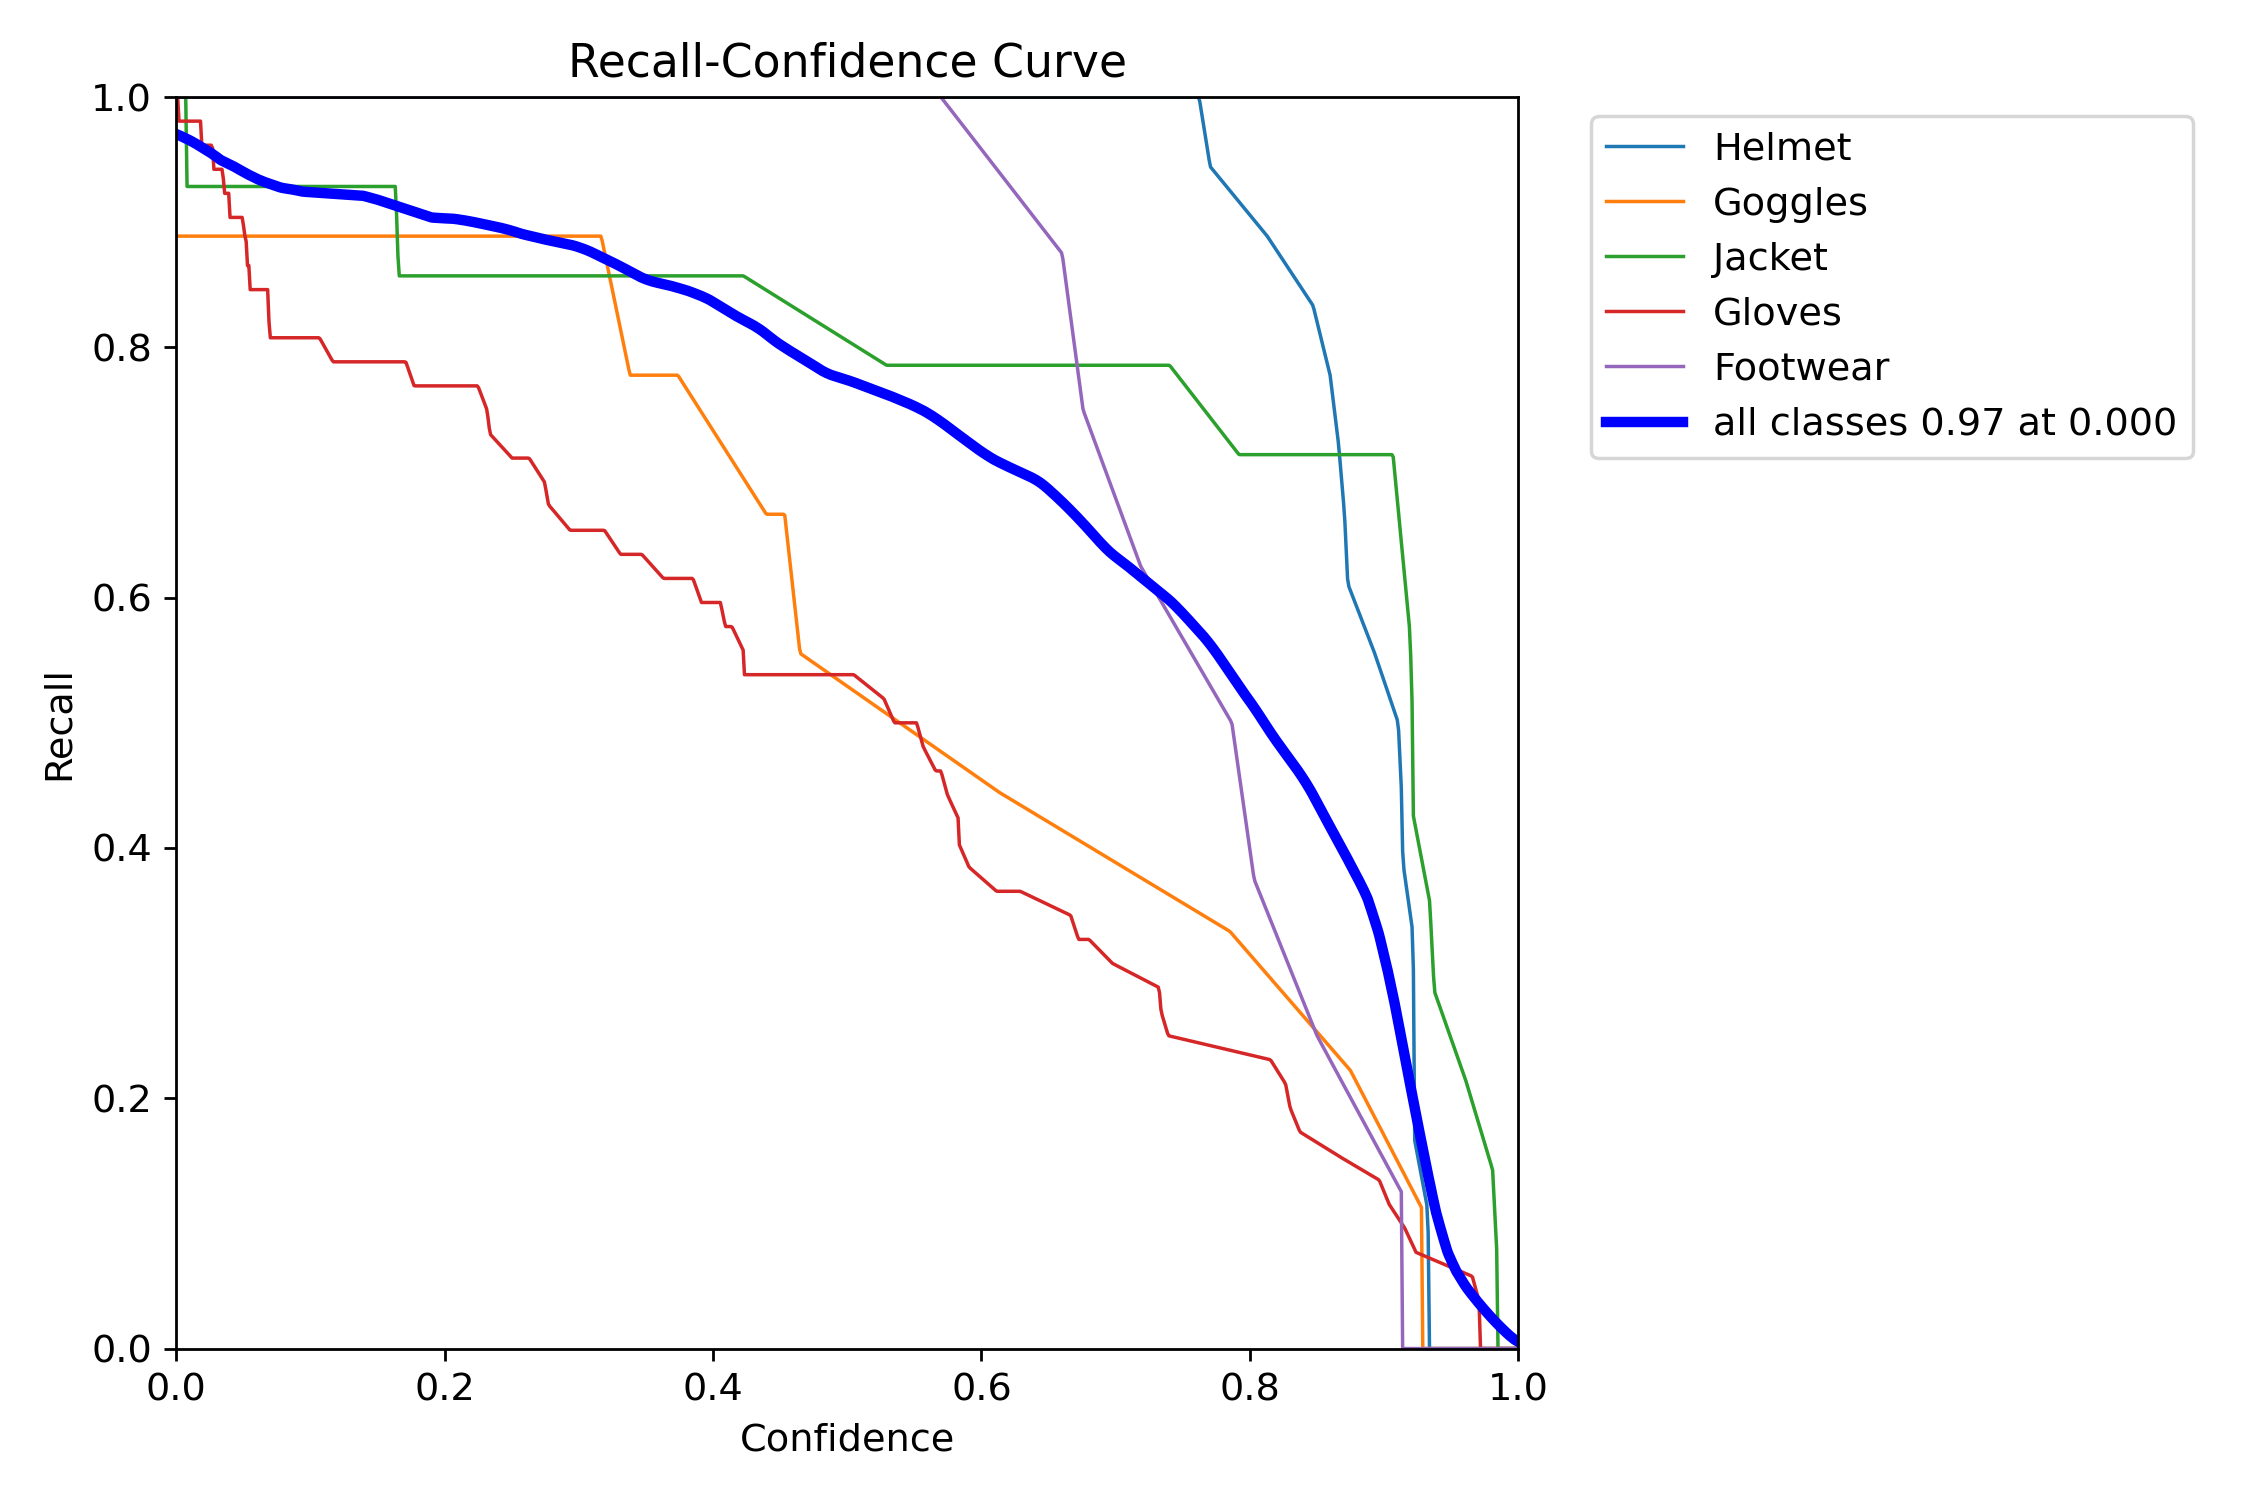 Recall-Confidence Curve
1.0
0.8
0.6
0.4
0.2
0.0
Recall
0.0 0.2 0.4 0.6 0.8 1.0
Confidence
Helmet
Goggles
Jacket
Gloves
Footwear
all classes 0.97 at 0.000